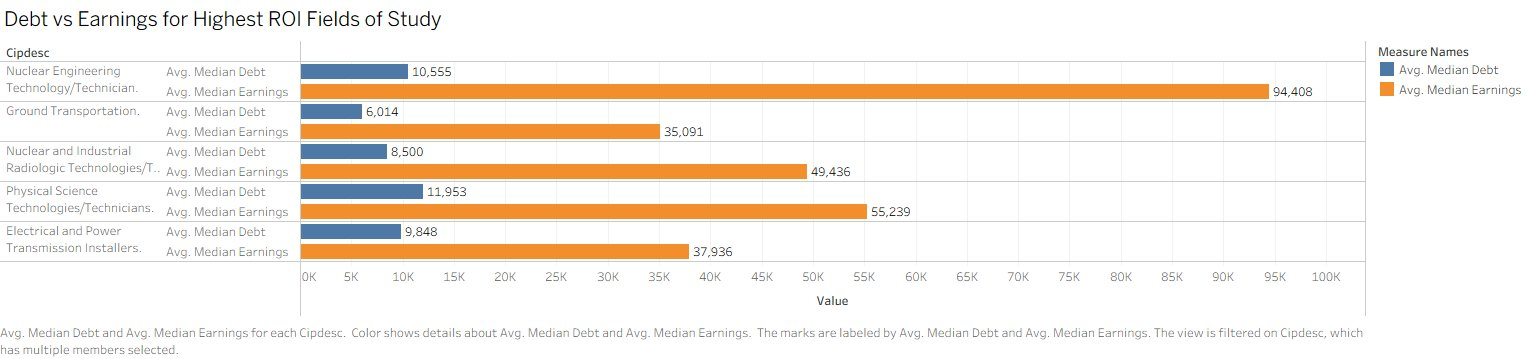 Debt vs Earnings for Highest ROI Fields of Study
Cipdesc
Nuclear Engineering
Technology/Technician.
Avg. Median Debt
10,555
Avg. Median Earnings
94,408
Ground Transportation.
Avg. Median Debt
6,014
Avg. Median Earnings
35,091
Nuclear and Industrial
Radiologic Technologies/T..
Avg. Median Debt
8,500
Avg. Median Earnings
49,436
Physical Science
Technologies/Technicians.
Avg. Median Debt
11,953
Avg. Median Earnings
55,239
Electrical and Power
Transmission Installers.
Avg. Median Debt
9,848
Avg. Median Earnings
37,936
0K 5K 10K 15K 20K 25K 30K 35K 40K 45K 50K 55K 60K 65K 70K 75K 80K 85K 90K 95K 100K
Value
Measure Names
Avg. Median Debt
Avg. Median Earnings
Avg. Median Debt and Avg. Median Earnings for each Cipdesc. Color shows details about Avg. Median Debt and Avg. Median Earnings. The marks are labeled by Avg. Median Debt and Avg. Median Earnings. The view is filtered on Cipdesc, which
has multiple members selected.